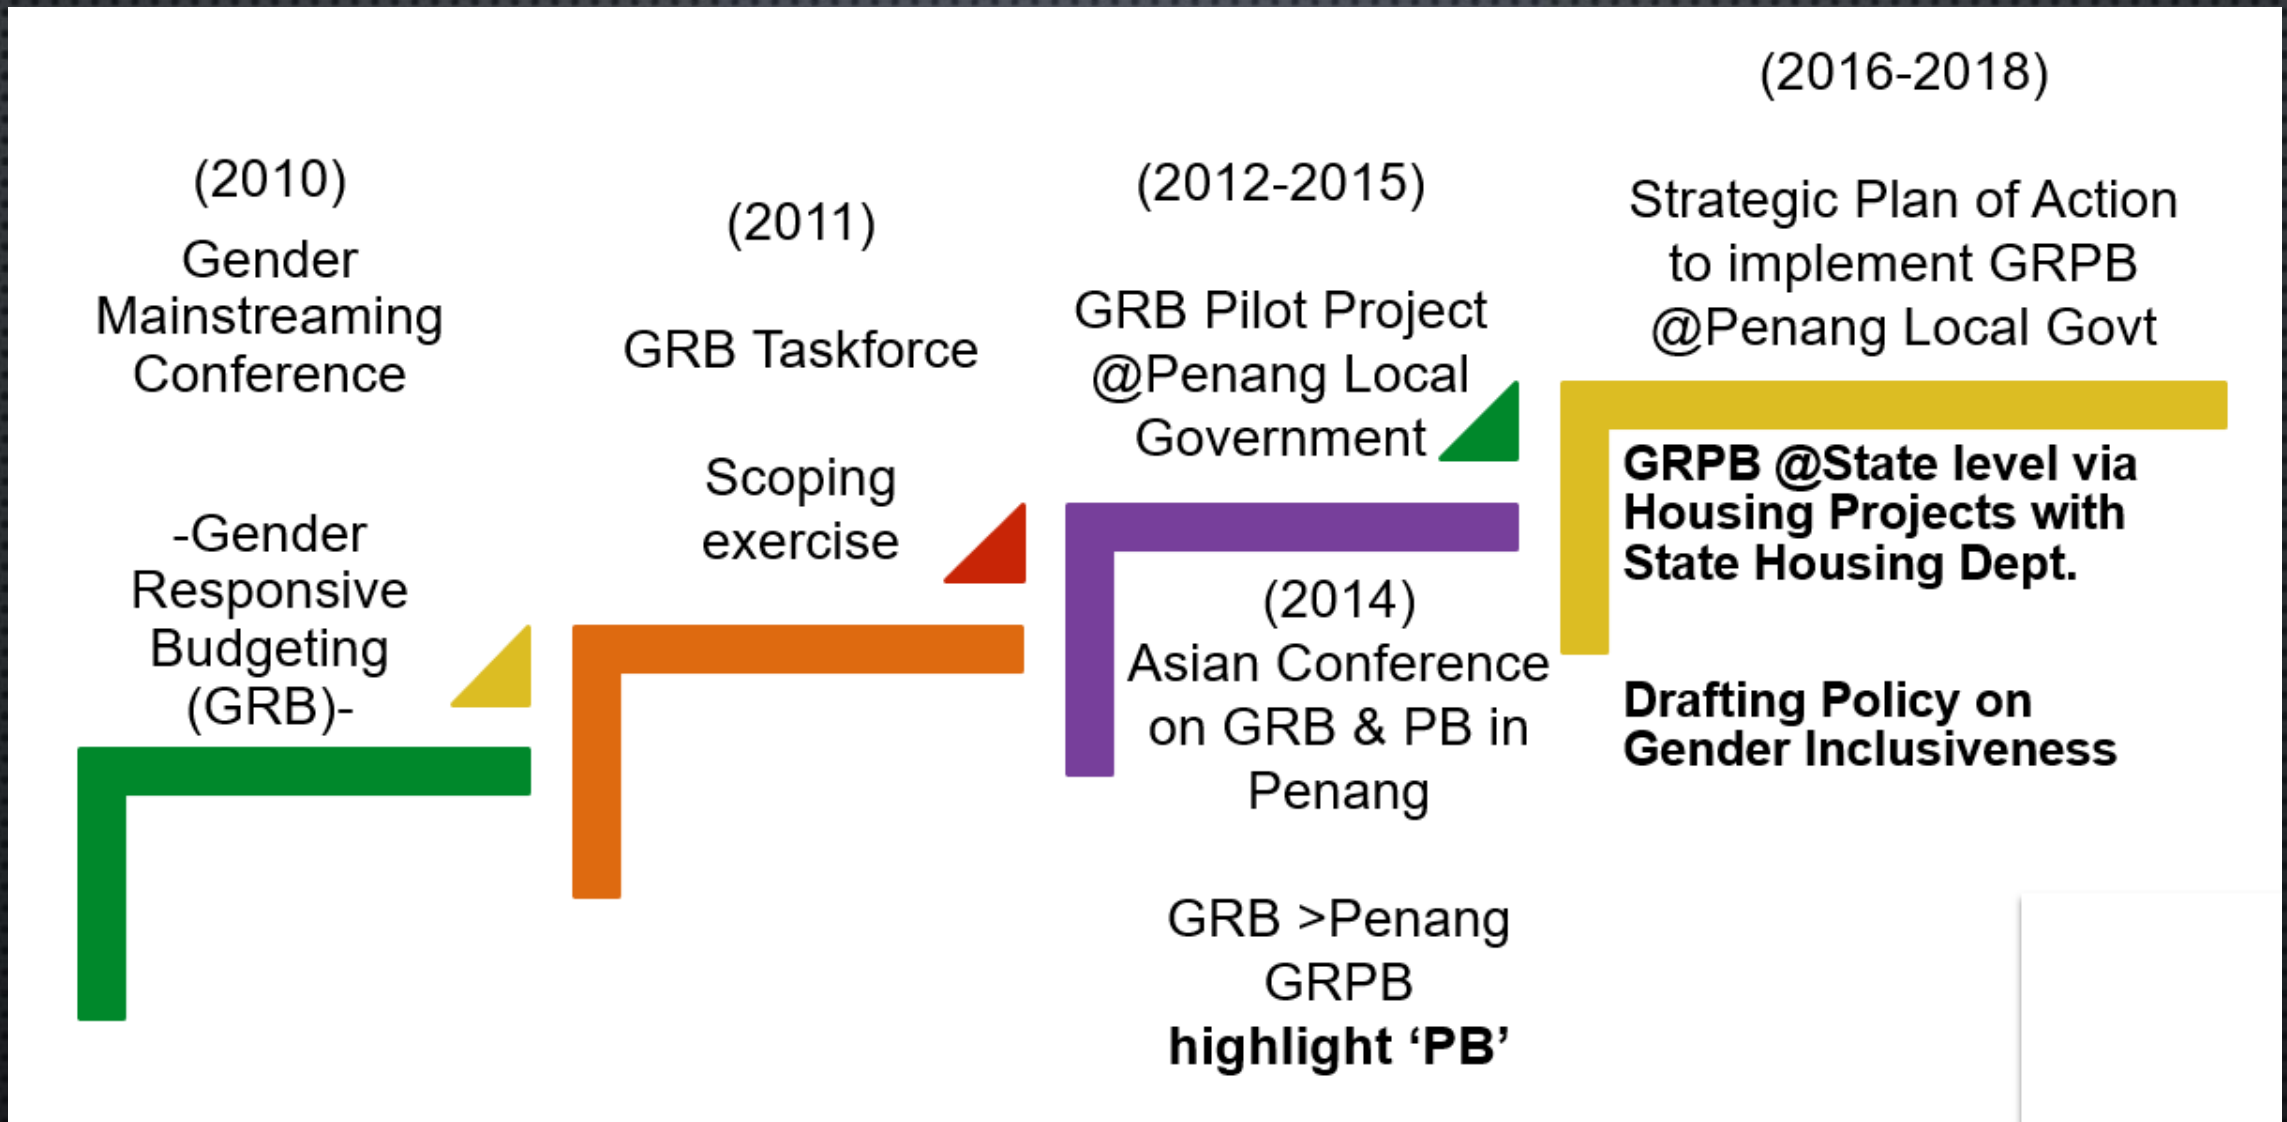 (2010)
Gender
Mainstreaming
Conference
-Gender
Responsive
Budgeting
(GRB)-
(2011)
GRB Taskforce
Scoping
exercise
(2012-2015)
GRB Pilot Project
@Penang Local
Government
(2014)
Asian Conference
on GRB & PB in
Penang
GRB >Penang
GRPB
highlight ‘PB’
(2016-2018)
Strategic Plan of Action
to implement GRPB
@Penang Local Govt
GRPB @State level via
Housing Projects with
State Housing Dept.
Drafting Policy on
Gender Inclusiveness